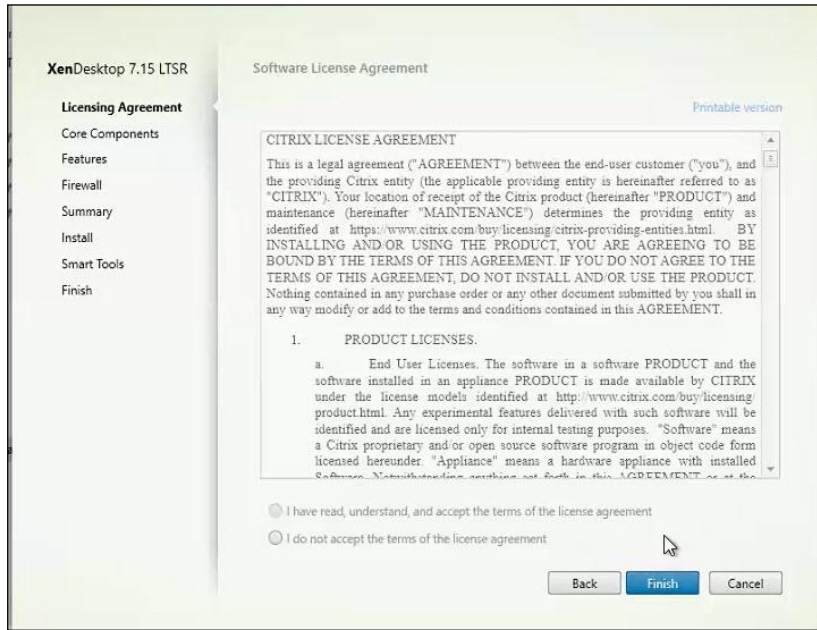 XenDesktop 7.15 LTSR
Licensing Agreement
Core Components
Features
Firewall
Summary
Install
Smart Tools
Finish
Software License Agreement
Printable version
CITRIX LICENSE AGREEMENT
This is a legal agreement ("AGREEMENT") between the end-user customer ("you"), and
the providing Citrix entity (the applicable providing entity is hereinafter referred to as
"CITRIX"). Your location of receipt of the Citrix product (hereinafter "PRODUCT") and
maintenance (hereinafter "MAINTENANCE") determines the providing entity as
identified at https://www.citrix.com/buy/licensing/citrix-providing-entities.html. BY
INSTALLING AND/OR USING THE PRODUCT, YOU ARE AGREEING TO BE
BOUND BY THE TERMS OF THIS AGREEMENT. IF YOU DO NOT AGREE TO THE
TERMS OF THIS AGREEMENT, DO NOT INSTALL AND/OR USE THE PRODUCT.
Nothing contained in any purchase order or any other document submitted by you shall in
any way modify or add to the terms and conditions contained in this AGREEMENT.
1. PRODUCT LICENSES.
a. End User Licenses. The software in a software PRODUCT and the
software installed in an appliance PRODUCT is made available by CITRIX
under the license models identified at http://www.citrix.com/buy/licensing/
product.html. Any experimental features delivered with such software will be
identified and are licensed only for internal testing purposes. "Software" means
a Citrix proprietary and/or open source software program in object code form
licensed hereunder. "Appliance" means a hardware appliance with installed
Software. Notwithstanding anything set forth in this AGREEMENT or at the
I have read, understand, and accept the terms of the license agreement
I do not accept the terms of the license agreement
Back
Finish
Cancel